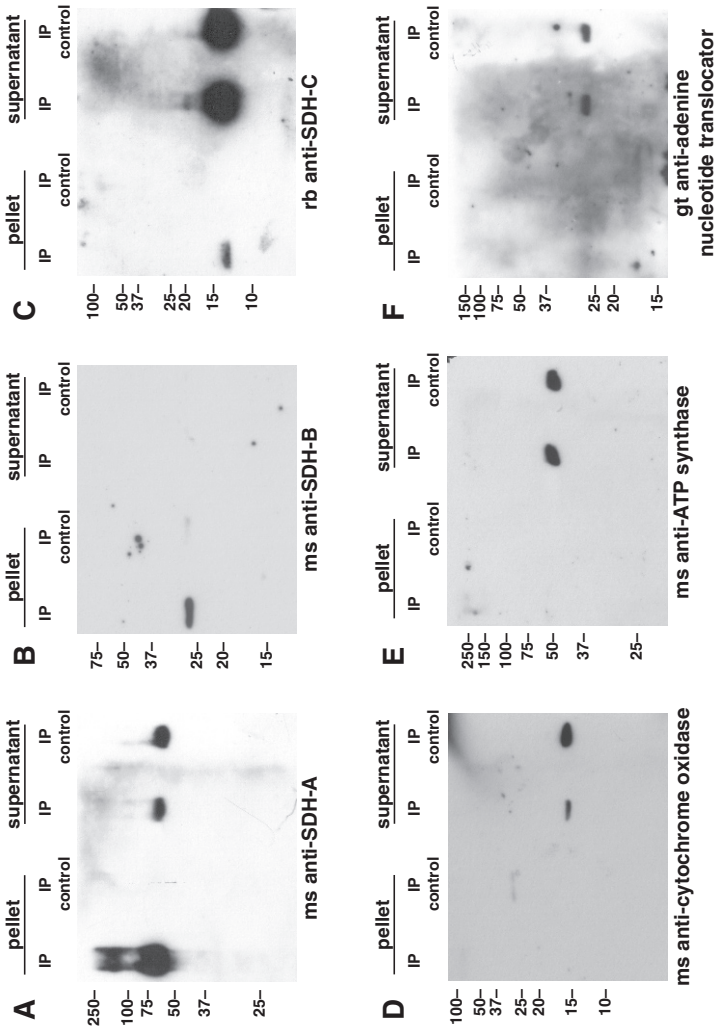 A
pellet supernatant
IP IP control IP IP control
250–
100–
75–
50–
37–
25–
ms anti-SDH-A
B
pellet supernatant
IP IP control IP IP control
75–
50–
37–
25–
20–
15–
ms anti-SDH-B
C
pellet supernatant
IP IP control IP IP control
100–
50–
37–
25–
20–
15–
10–
rb anti-SDH-C
D
pellet supernatant
IP IP control IP IP control
100–
50–
37–
25–
20–
15–
10–
ms anti-cytochrome oxidase
E
pellet supernatant
IP IP control IP IP control
250–
150–
100–
75–
50–
37–
25–
ms anti-ATP synthase
F
pellet supernatant
IP IP control IP IP control
150–
100–
75–
50–
37–
25–
20–
15–
gt anti-adenine
nucleotide translocator